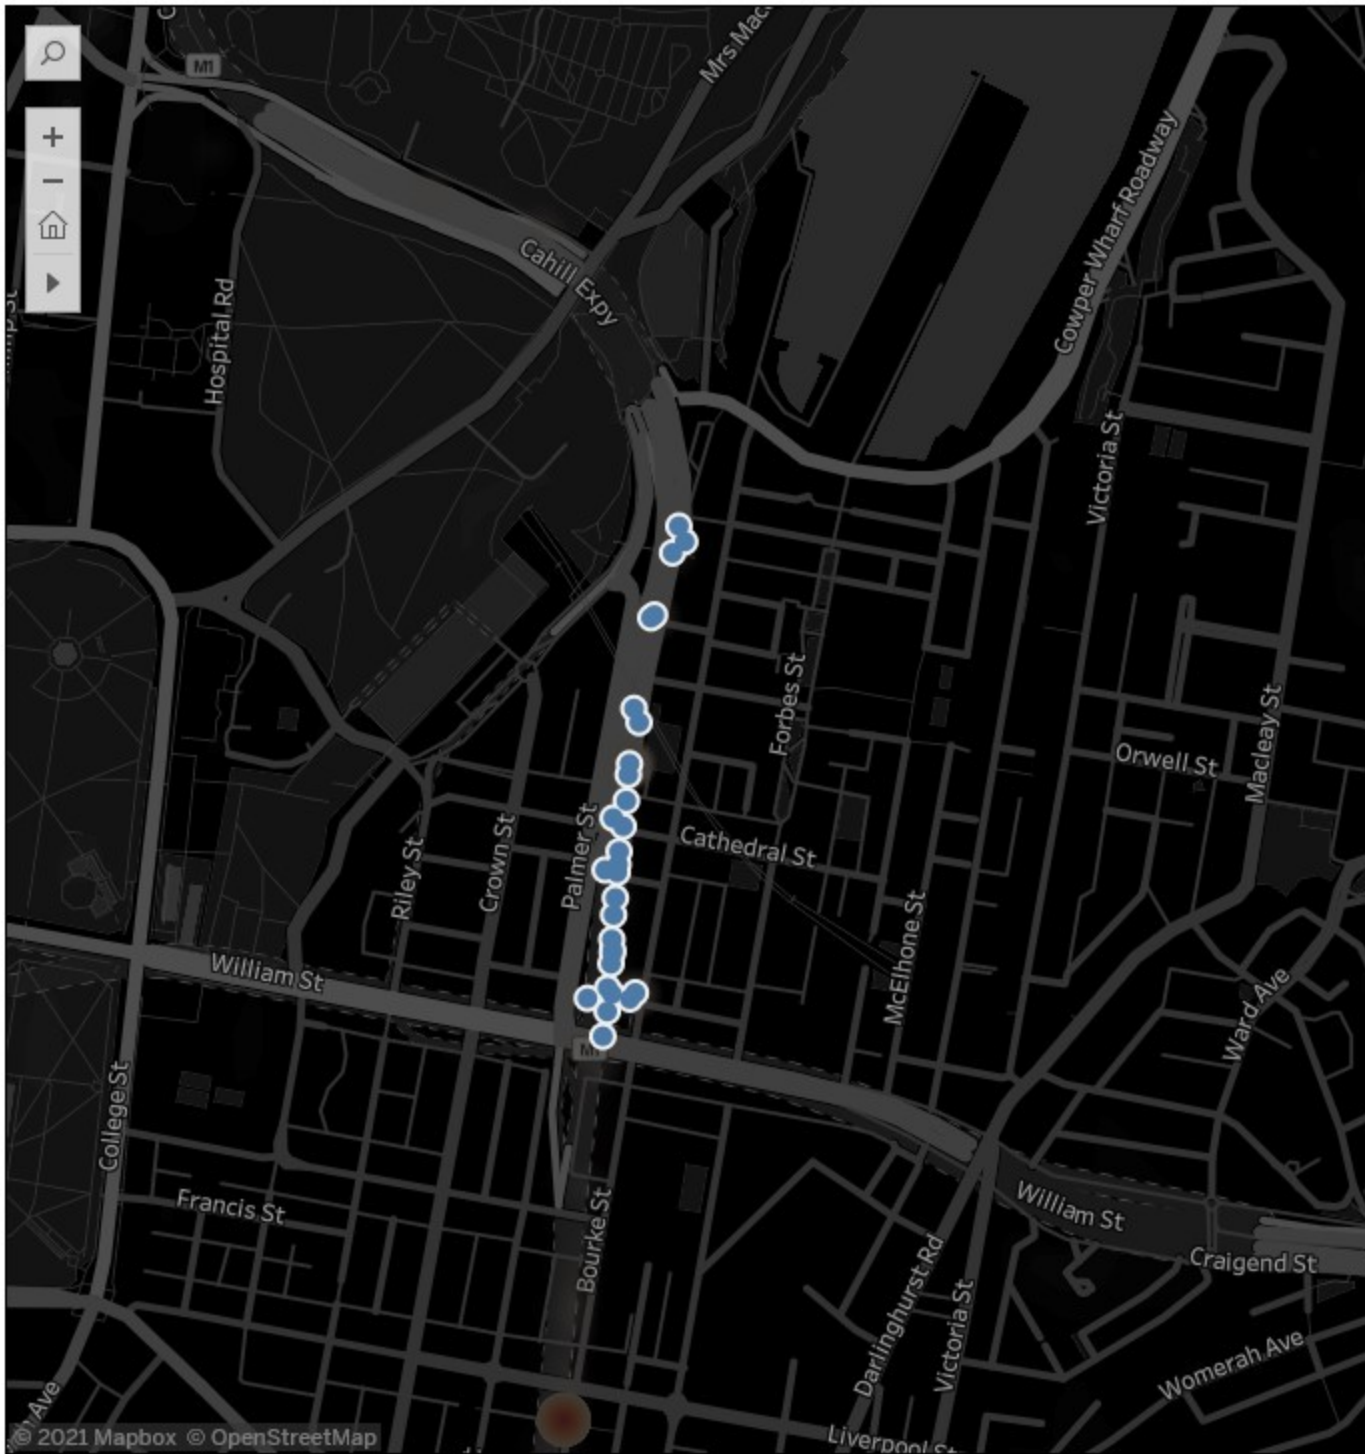 M1
Mrs Mac
Cahill Expy
Cowper Wharf Roadway
Hospital Rd
Victoria St
Forbes St
Macleay St
Orwell St
Palmer St
Cathedral St
Crown St
Riley St
McElhone St
William St
Ward Ave
M1
College St
Francis St
Bourke St
William St
Craigend St
Darlinghurst Rd
Victoria St
Womerah Ave
Ave
Liverpool St
© 2021 Mapbox © OpenStreetMap